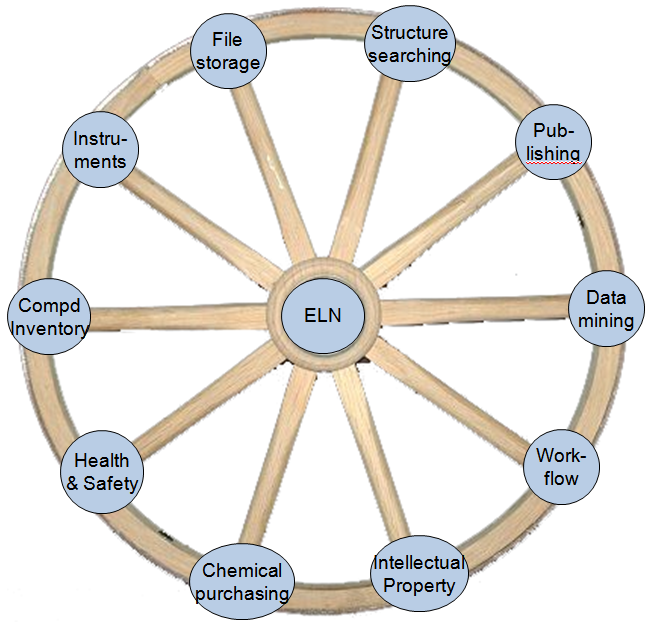 File
storage
Structure
searching
Instru-
ments
Pub-
lishing
Compd
Inventory
ELN
Data
mining
Health
& Safety
Work-
flow
Chemical
purchasing
Intellectual
Property